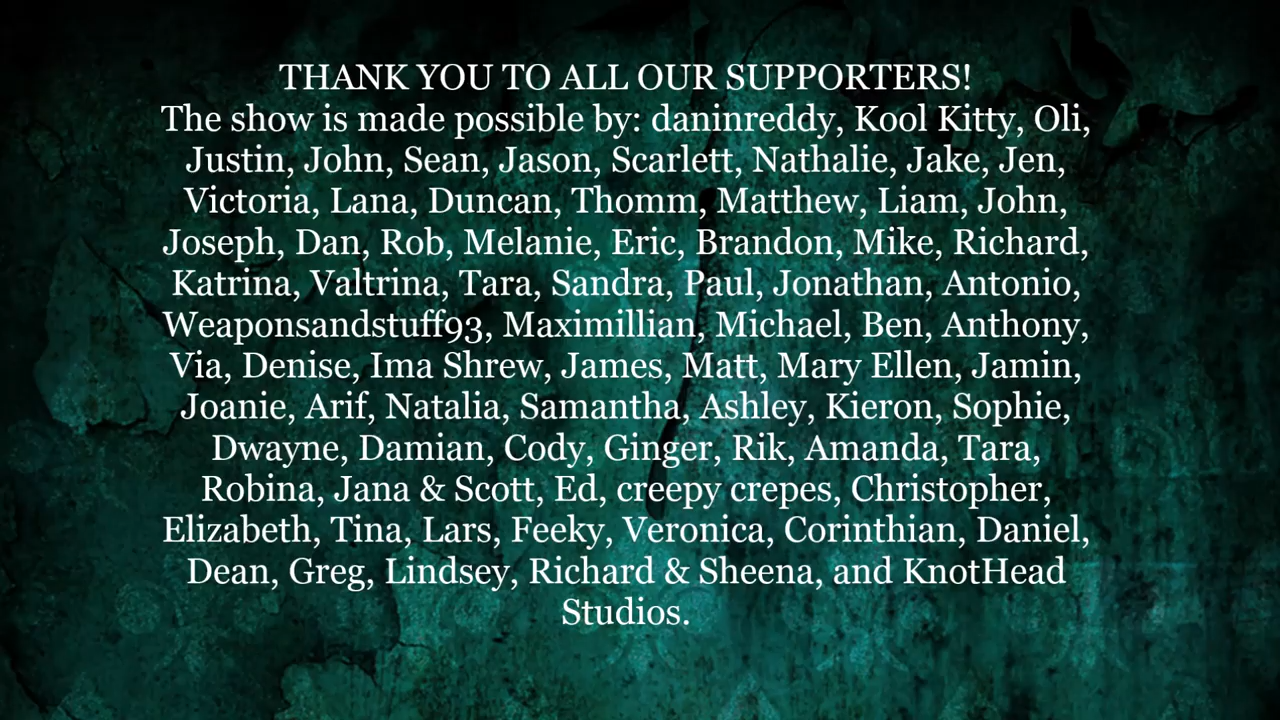 THANK YOU TO ALL OUR SUPPORTERS!
The show is made possible by: daninreddy, Kool Kitty, Oli,
Justin, John, Sean, Jason, Scarlett, Nathalie, Jake, Jen,
Victoria, Lana, Duncan, Thomm, Matthew, Liam, John,
Joseph, Dan, Rob, Melanie, Eric, Brandon, Mike, Richard,
Katrina, Valtrina, Tara, Sandra, Paul, Jonathan, Antonio,
Weaponsandstuff93, Maximillian, Michael, Ben, Anthony,
Via, Denise, Ima Shrew, James, Matt, Mary Ellen, Jamin,
Joanie, Arif, Natalia, Samantha, Ashley, Kieron, Sophie,
Dwayne, Damian, Cody, Ginger, Rik, Amanda, Tara,
Robina, Jana & Scott, Ed, creepy crepes, Christopher,
Elizabeth, Tina, Lars, Feeky, Veronica, Corinthian, Daniel,
Dean, Greg, Lindsey, Richard & Sheena, and KnotHead
Studios.